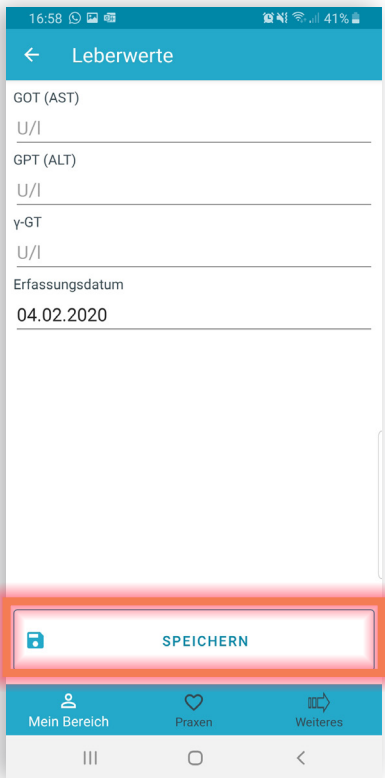 16:58 41%
Leberwerte
GOT (AST)
U/l
GPT (ALT)
U/l
γ-GT
U/l
Erfassungsdatum
04.02.2020
SPEICHERN
Mein Bereich Praxen Weiteres